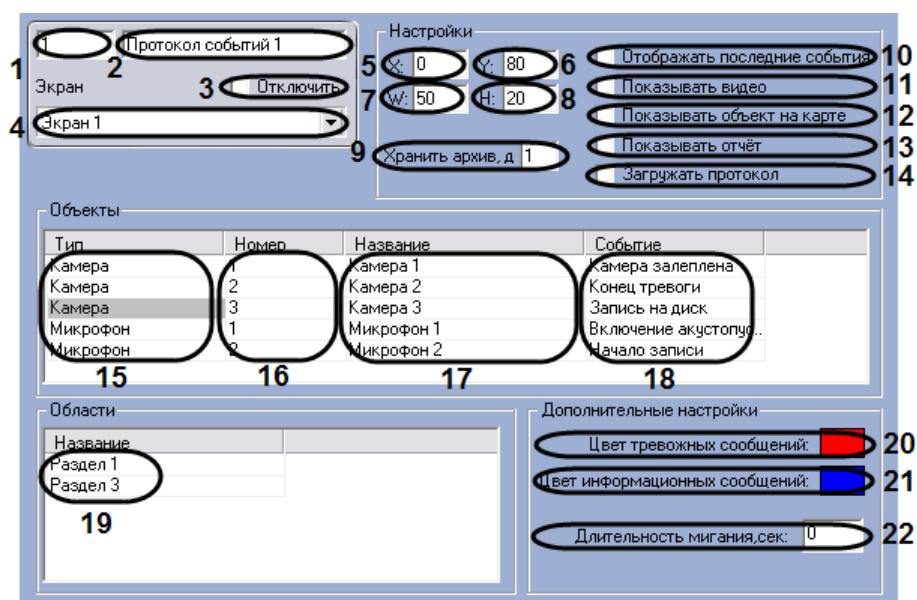 1 Протокол событий 1
1 2
Экран 3 Отключить
4 Экран 1
Настройки
5 X: 0 Y: 80 6
7 W: 50 H: 20 8
9 Хранить архив, д 1
Отображать последние события 10
Показывать видео 11
Показывать объект на карте 12
Показывать отчёт 13
Загружать протокол 14
Объекты
Тип Номер Название Событие
Камера 1 Камера 1 Камера залеплена
Камера 2 Камера 2 Конец тревоги
Камера 3 Камера 3 Запись на диск
Микрофон 1 Микрофон 1 Включение акустопус..
Микрофон 2 Микрофон 2 Начало записи
15 16 17 18
Области
Название
Раздел 1
Раздел 3
19
Дополнительные настройки
Цвет тревожных сообщений: 20
Цвет информационных сообщений: 21
Длительность мигания,сек: 0 22